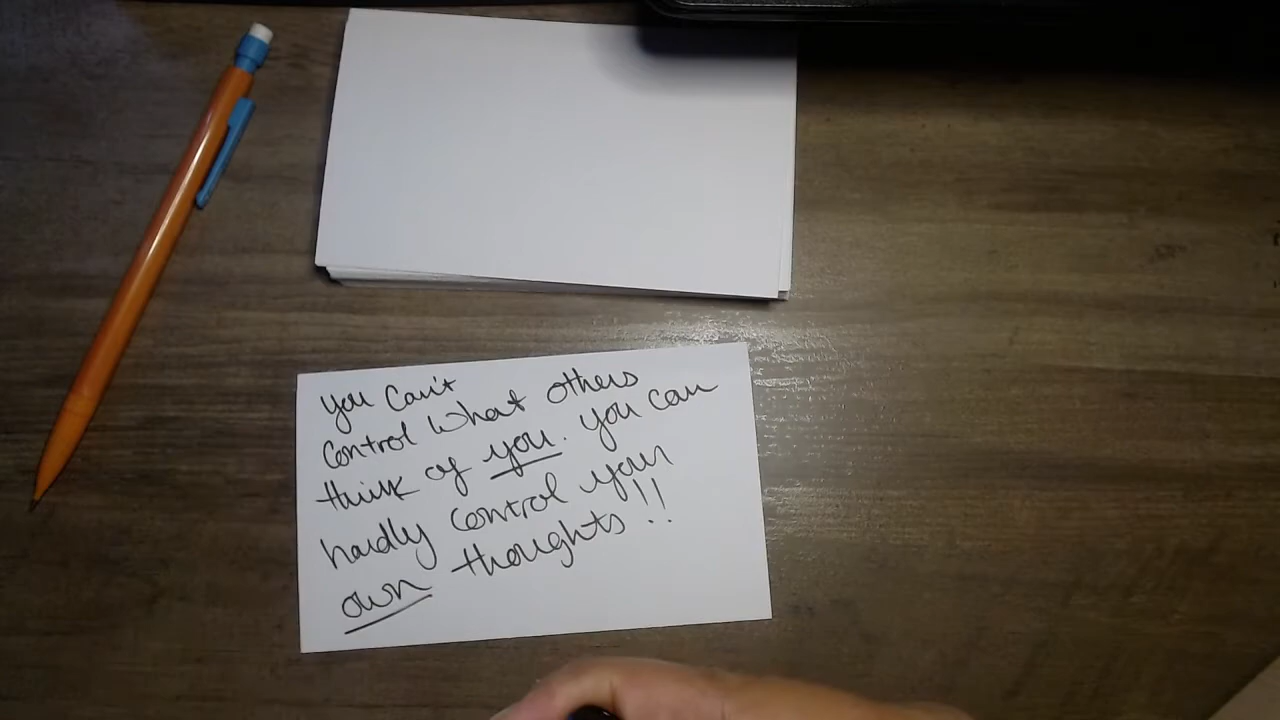 you can't
control what others
think of you. you can
hardly control your
own thoughts!!